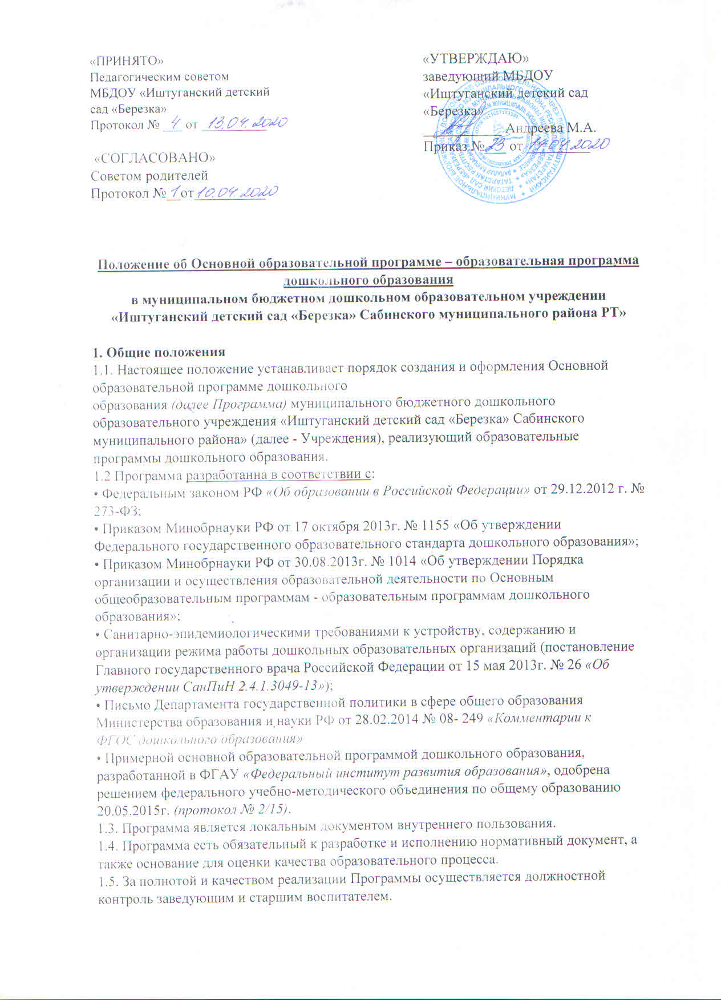 «ПРИНЯТО»
Педагогическим советом
МБДОУ «Иштуганский детский
сад «Березка»
Протокол № 4 от 13.04.2020
«СОГЛАСОВАНО»
Советом родителей
Протокол № 1 от 10.04.2020
«УТВЕРЖДАЮ»
заведующий МБДОУ
«Иштуганский детский сад
«Березка»
Андреева М.А.
Приказ № 23 от 14.04.2020
Положение об Основной образовательной программе – образовательная программа
дошкольного образования
в муниципальном бюджетном дошкольном образовательном учреждении
«Иштуганский детский сад «Березка» Сабинского муниципального района РТ»
1. Общие положения
1.1. Настоящее положение устанавливает порядок создания и оформления Основной
образовательной программе дошкольного
образования (далее Программа) муниципального бюджетного дошкольного
образовательного учреждения «Иштуганский детский сад «Березка» Сабинского
муниципального района» (далее - Учреждения), реализующий образовательные
программы дошкольного образования.
1.2 Программа разработанна в соответствии с:
• Федеральным законом РФ «Об образовании в Российской Федерации» от 29.12.2012 г. №
273-ФЗ;
• Приказом Минобрнауки РФ от 17 октября 2013г. № 1155 «Об утверждении
Федерального государственного образовательного стандарта дошкольного образования»;
• Приказом Минобрнауки РФ от 30.08.2013г. № 1014 «Об утверждении Порядка
организации и осуществления образовательной деятельности по Основным
общеобразовательным программам - образовательным программам дошкольного
образования»;
• Санитарно-эпидемиологическими требованиями к устройству, содержанию и
организации режима работы дошкольных образовательных организаций (постановление
Главного государственного врача Российской Федерации от 15 мая 2013г. № 26 «Об
утверждении СанПиН 2.4.1.3049-13»);
• Письмо Департамента государственной политики в сфере общего образования
Министерства образования и науки РФ от 28.02.2014 № 08- 249 «Комментарии к
ФГОС дошкольного образования»
• Примерной основной образовательной программой дошкольного образования,
разработанной в ФГАУ «Федеральный институт развития образования», одобрена
решением федерального учебно-методического объединения по общему образованию
20.05.2015г. (протокол № 2/15).
1.3. Программа является локальным документом внутреннего пользования.
1.4. Программа есть обязательный к разработке и исполнению нормативный документ, а
также основание для оценки качества образовательного процесса.
1.5. За полнотой и качеством реализации Программы осуществляется должностной
контроль заведующим и старшим воспитателем.